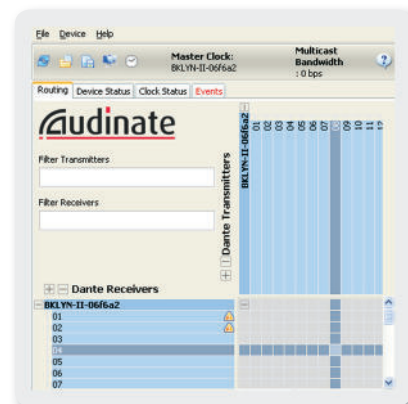 File Device Help
Master Clock:
BKLYN-II-06f6a2
Multicast
Bandwidth
: 0 bps
Routing Device Status Clock Status Events
Audinate
Filter Transmitters
Filter Receivers
Dante Transmitters
BKLYN-II-06f6a2
01
02
03
04
05
06
07
09
10
11
Dante Receivers
BKLYN-II-06f6a2
01
02
03
04
05
06
07